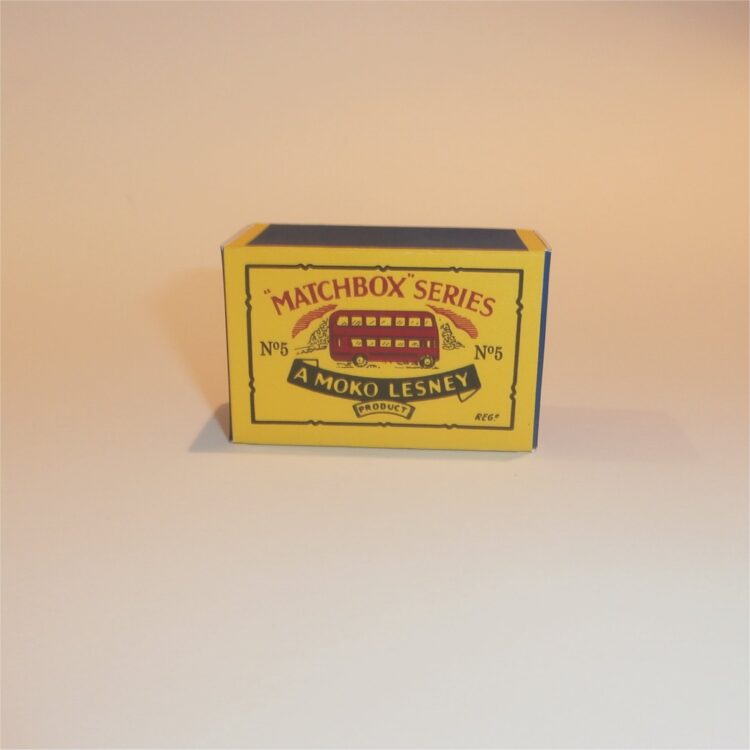 "MATCHBOX" SERIES
Nº5 Nº5
A MOKO LESNEY
PRODUCT
REGD